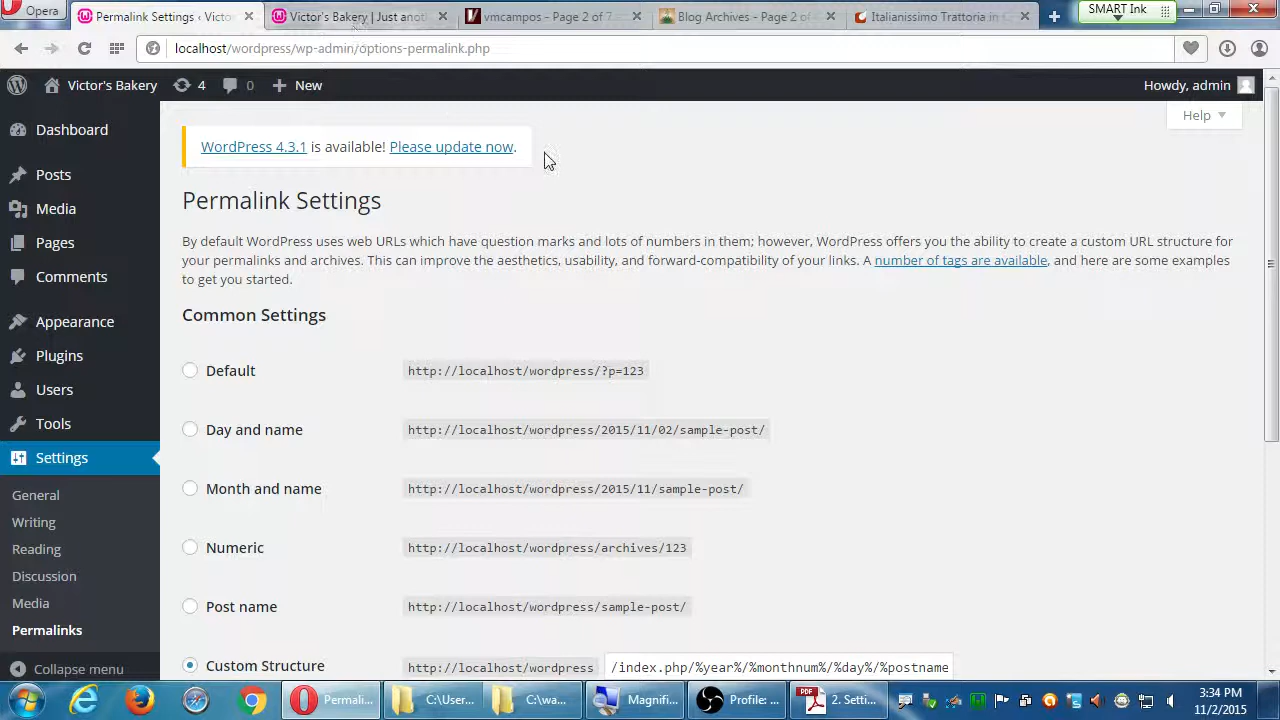 Opera
Permalink Settings ‹ Victor
Victor's Bakery | Just anot
vmcampos - Page 2 of 7
Blog Archives - Page 2 of
Italianissimo Trattoria in
SMART Ink
localhost/wordpress/wp-admin/options-permalink.php
Victor's Bakery
4
0
New
Howdy, admin
Help
Dashboard
Posts
Media
Pages
Comments
Appearance
Plugins
Users
Tools
Settings
General
Writing
Reading
Discussion
Media
Permalinks
Collapse menu
WordPress 4.3.1 is available! Please update now.
Permalink Settings
By default WordPress uses web URLs which have question marks and lots of numbers in them; however, WordPress offers you the ability to create a custom URL structure for
your permalinks and archives. This can improve the aesthetics, usability, and forward-compatibility of your links. A number of tags are available, and here are some examples
to get you started.
Common Settings
Default http://localhost/wordpress/?p=123
Day and name http://localhost/wordpress/2015/11/02/sample-post/
Month and name http://localhost/wordpress/2015/11/sample-post/
Numeric http://localhost/wordpress/archives/123
Post name http://localhost/wordpress/sample-post/
Custom Structure http://localhost/wordpress /index.php/%year%/%monthnum%/%day%/%postname
Permali...
C:\User...
C:\wa...
Magnifi...
Profile: ...
PDF
2. Setti...
3:34 PM
11/2/2015